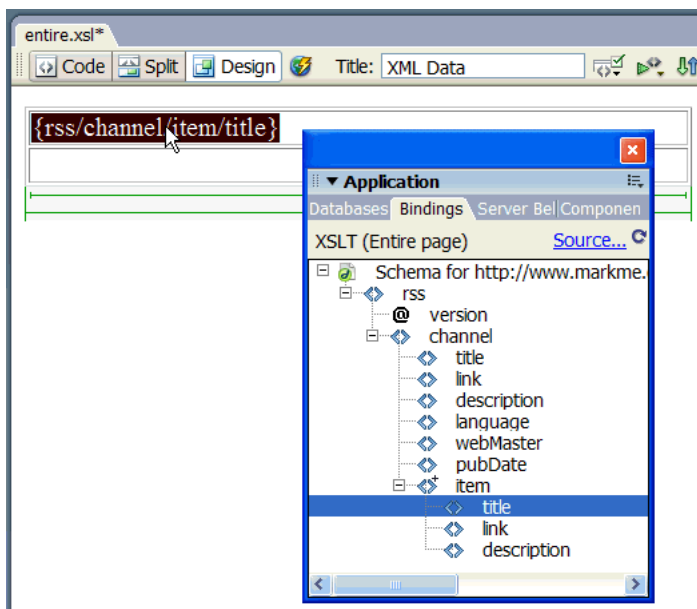 entire.xsl*
Code Split Design Title: XML Data
{rss/channel/item/title}
Application
Databases Bindings Server Bel Componen
XSLT (Entire page) Source...
Schema for http://www.markme.
rss
@ version
channel
title
link
description
language
webMaster
pubDate
item
title
link
description